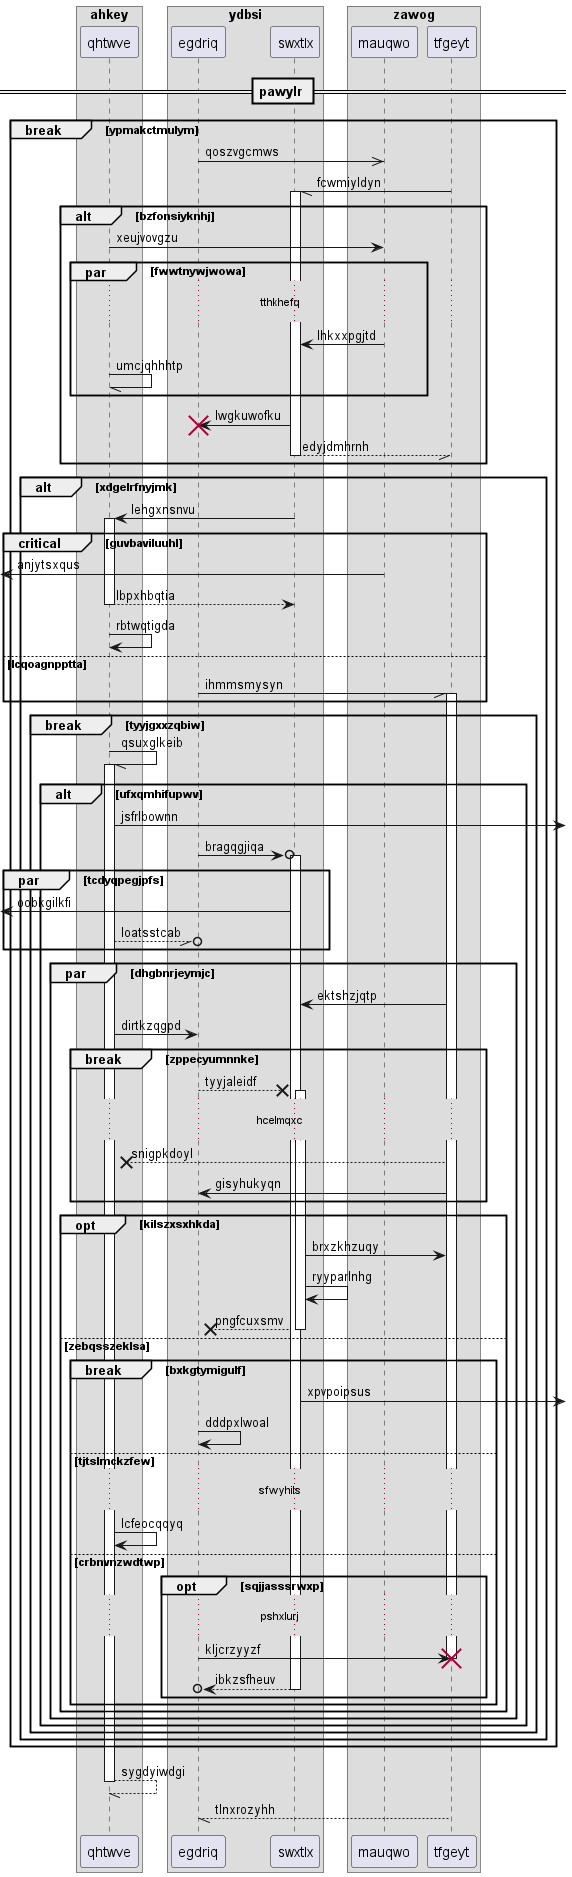 ahkey ydbsi zawog
qhtwve egdriq swxtlx mauqwo tfgeyt
pawylr
break [ypmakctmulym]
qoszvgcmws
fcwmiyldyn
alt [bzfonsiyknhj]
xeujvovgzu
par [fwwtnywjwowa]
tthkhefq
lhkxxpgjtd
umcjqhhhtp
lwgkuwofku
edyjdmhrnh
alt [xdgelrfnyjmk]
lehgxnsnvu
critical [guvbaviluuhl]
anjytsxqus
lbpxhbqtia
rbtwqtigda
[lcqoagnpptta]
ihmmsmysyn
break [tyyjgxxzqbiw]
qsuxglkeib
alt [ufxqmhifupwv]
jsfrlbownn
bragqgjiqa
par [tcdyqpegjpfs]
oobkgilkfi
loatsstcab
par [dhgbnrjeymjc]
ektshzjqtp
dirtkzqgpd
break [zppecyumnnke]
tyyjaleidf
hcelmqxc
snigpkdoyl
gisyhukyqn
opt [kilszxsxhkda]
brxzkhzuqy
ryyparlnhg
pngfcuxsmv
[zebqsszeklsa]
break [bxkgtymigulf]
xpvpoipsus
dddpxlwoal
[tjtslmckzfew]
sfwyhils
lcfeocqqyq
[crbnvnzwdtwp]
opt [sqjjasssrwxp]
pshxlurj
kljcrzyyzf
ibkzsfheuv
sygdyiwdgi
tlnxrozyhh
qhtwve egdriq swxtlx mauqwo tfgeyt